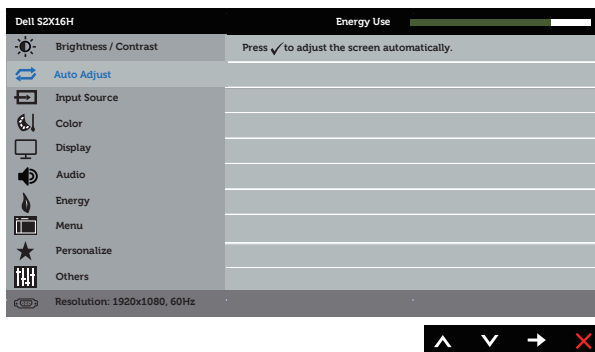 Dell S2X16H
Energy Use
Brightness / Contrast
Press ✓ to adjust the screen automatically.
Auto Adjust
Input Source
Color
Display
Audio
Energy
Menu
Personalize
Others
Resolution: 1920x1080, 60Hz